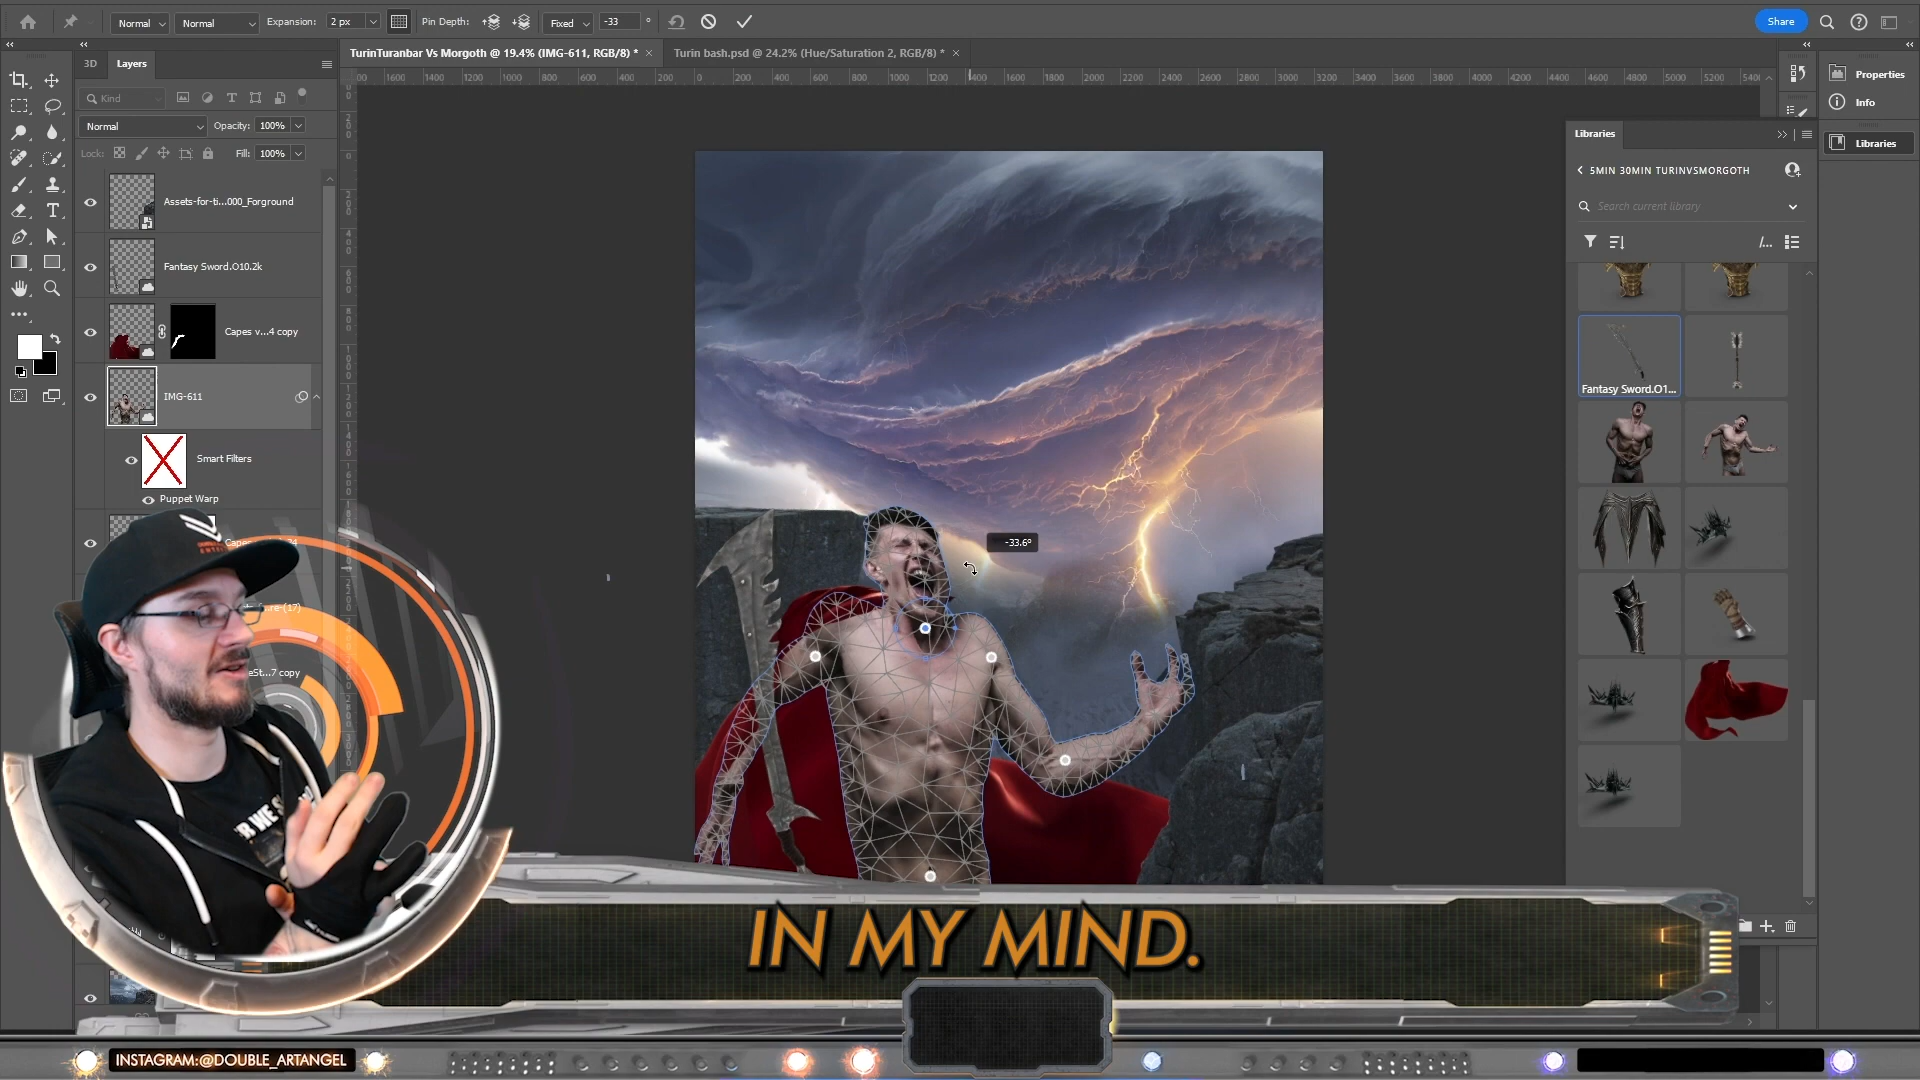 Normal
Normal
Expansion:
2 px
Pin Depth:
Fixed
-33
°
Share
TurinTuranbar Vs Morgoth @ 19.4% (IMG-611, RGB/8) *
Turin bash.psd @ 24.2% (Hue/Saturation 2, RGB/8) *
3D
Layers
Kind
Normal
Opacity:
100%
Lock:
Fill:
100%
Assets-for-ti...000_Forground
Fantasy Sword.O10.2k
Capes v...4 copy
IMG-611
Smart Filters
Puppet Warp
Properties
Info
Libraries
Libraries
5MIN 30MIN TURINVSMORGOTH
Search current library
Fantasy Sword.O1...
-33.6°
IN MY MIND.
INSTAGRAM:@DOUBLE_ARTANGEL